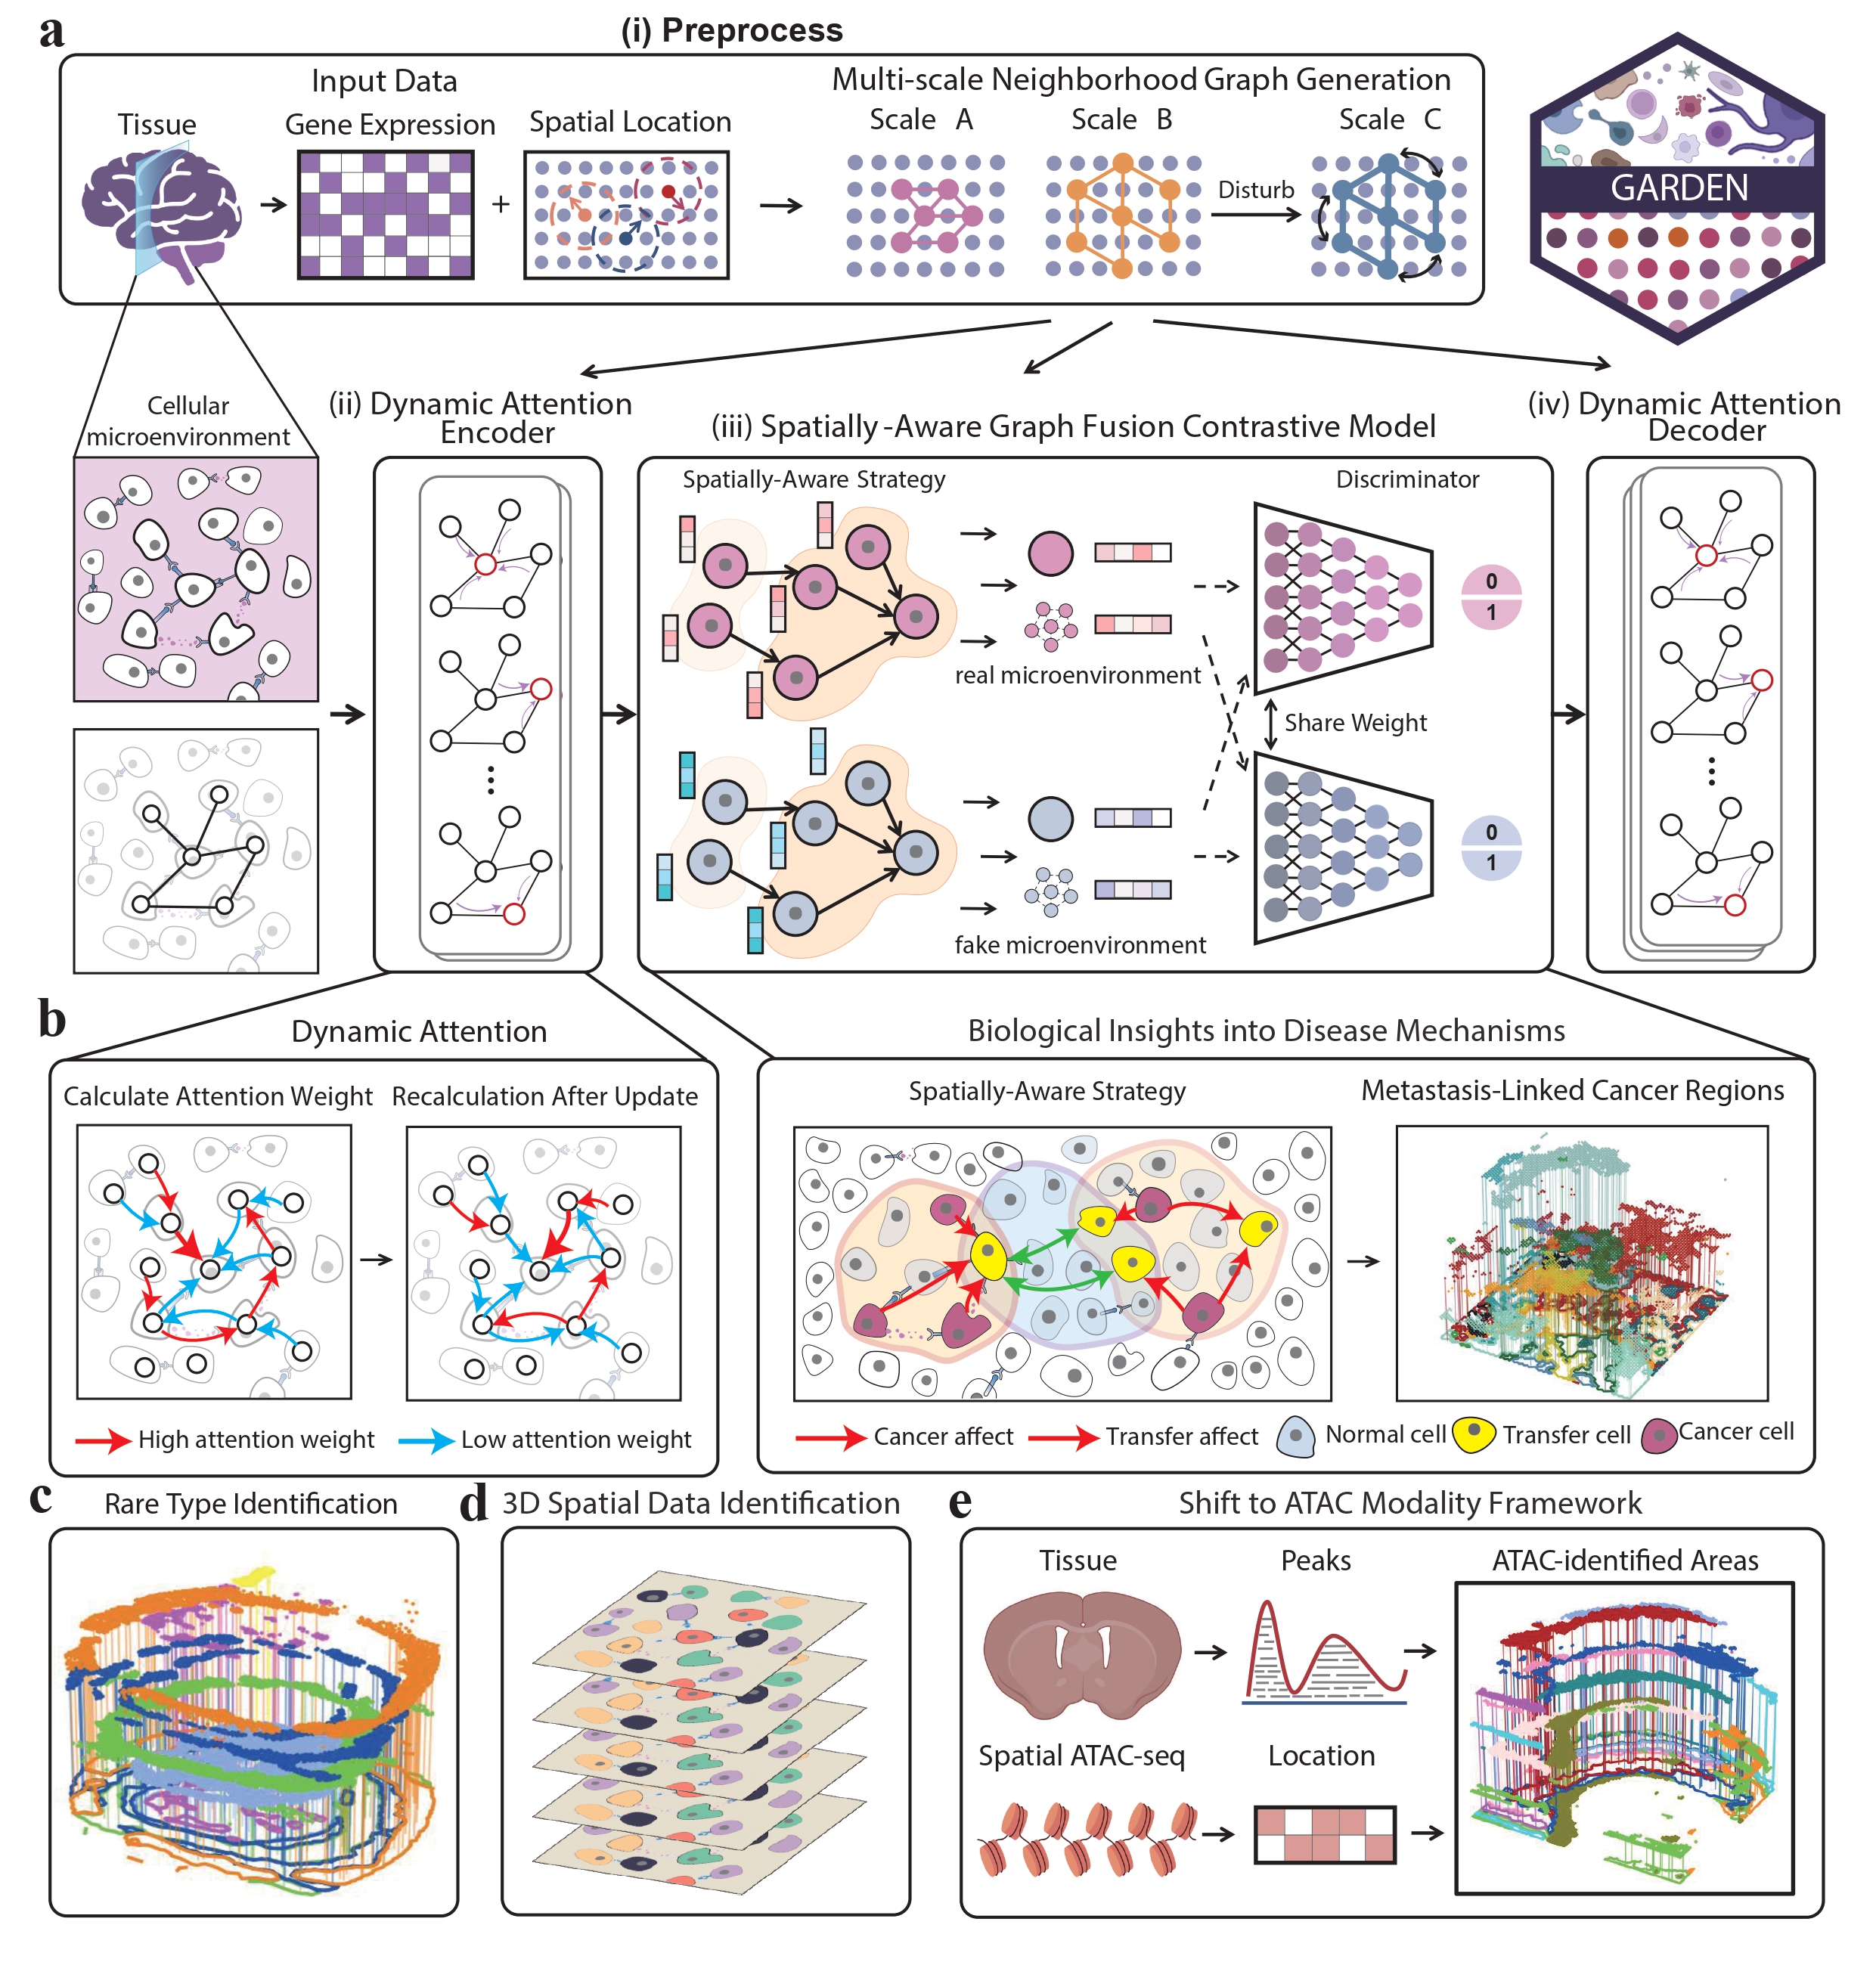 a
(i) Preprocess
Input Data
Multi-scale Neighborhood Graph Generation
Tissue
Gene Expression
Spatial Location
Scale A
Scale B
Scale C
+
Disturb
GARDEN
Cellular
microenvironment
(ii) Dynamic Attention
Encoder
(iii) Spatially-Aware Graph Fusion Contrastive Model
(iv) Dynamic Attention
Decoder
Spatially-Aware Strategy
Discriminator
0
1
real microenvironment
Share Weight
0
1
fake microenvironment
b
Dynamic Attention
Calculate Attention Weight
Recalculation After Update
High attention weight
Low attention weight
Biological Insights into Disease Mechanisms
Spatially-Aware Strategy
Metastasis-Linked Cancer Regions
Cancer affect
Transfer affect
Normal cell
Transfer cell
Cancer cell
c
Rare Type Identification
d
3D Spatial Data Identification
e
Shift to ATAC Modality Framework
Tissue
Peaks
ATAC-identified Areas
Spatial ATAC-seq
Location